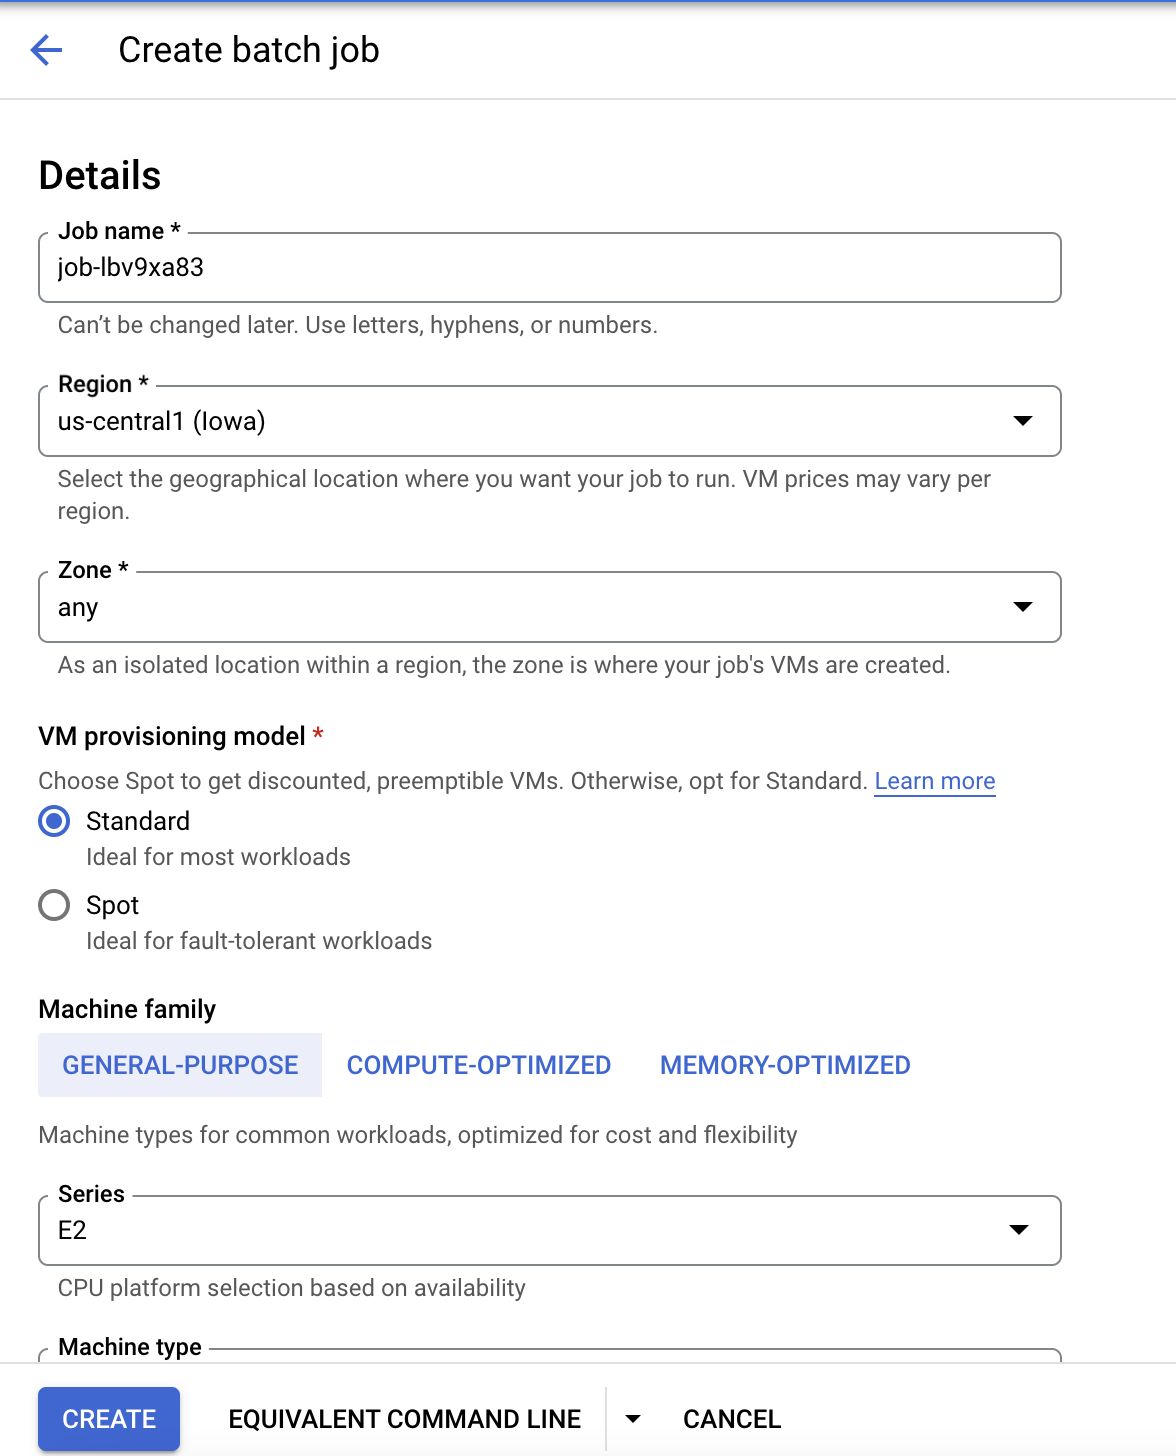 Create batch job
Details
Job name *
job-lbv9xa83
Can’t be changed later. Use letters, hyphens, or numbers.
Region *
us-central1 (Iowa)
Select the geographical location where you want your job to run. VM prices may vary per
region.
Zone *
any
As an isolated location within a region, the zone is where your job's VMs are created.
VM provisioning model *
Choose Spot to get discounted, preemptible VMs. Otherwise, opt for Standard. Learn more
Standard
Ideal for most workloads
Spot
Ideal for fault-tolerant workloads
Machine family
GENERAL-PURPOSE COMPUTE-OPTIMIZED MEMORY-OPTIMIZED
Machine types for common workloads, optimized for cost and flexibility
Series
E2
CPU platform selection based on availability
Machine type
CREATE EQUIVALENT COMMAND LINE CANCEL